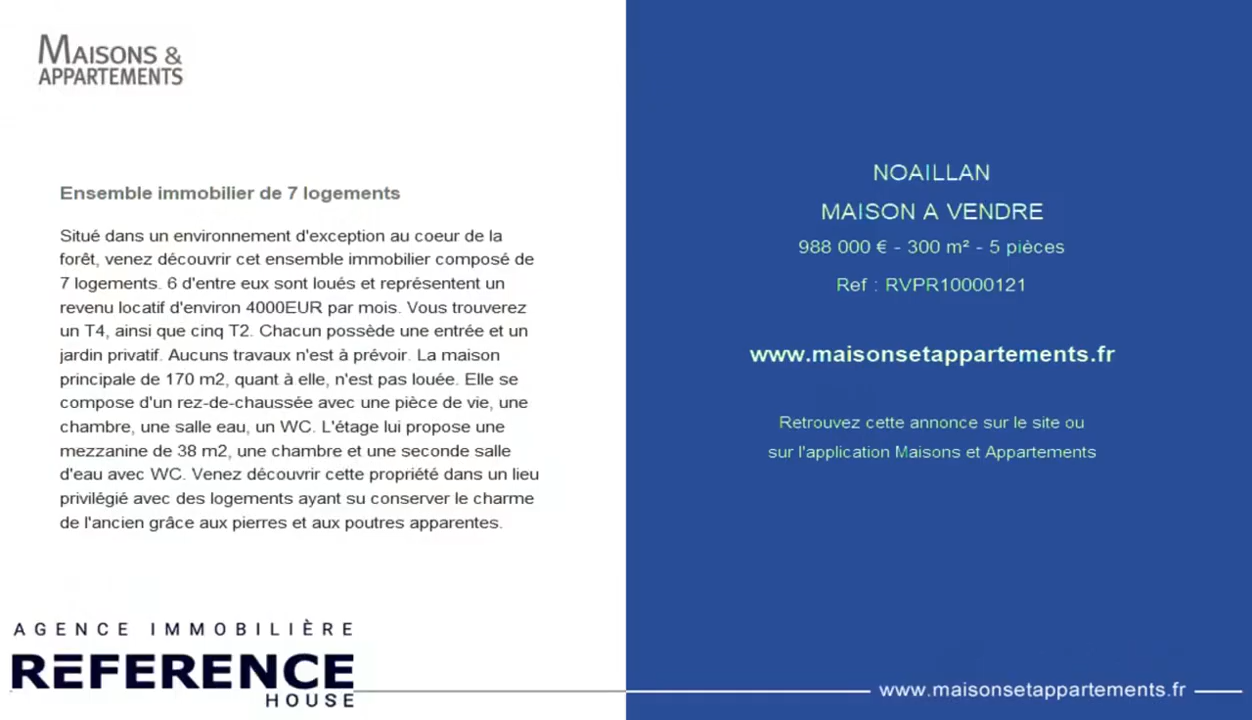 MAISONS &
APPARTEMENTS
Ensemble immobilier de 7 logements
Situé dans un environnement d'exception au coeur de la
forêt, venez découvrir cet ensemble immobilier composé de
7 logements. 6 d'entre eux sont loués et représentent un
revenu locatif d'environ 4000EUR par mois. Vous trouverez
un T4, ainsi que cinq T2. Chacun possède une entrée et un
jardin privatif. Aucuns travaux n'est à prévoir. La maison
principale de 170 m2, quant à elle, n'est pas louée. Elle se
compose d'un rez-de-chaussée avec une pièce de vie, une
chambre, une salle eau, un WC. L'étage lui propose une
mezzanine de 38 m2, une chambre et une seconde salle
d'eau avec WC. Venez découvrir cette propriété dans un lieu
privilégié avec des logements ayant su conserver le charme
de l'ancien grâce aux pierres et aux poutres apparentes.
AGENCE IMMOBILIÈRE
REFERENCE
HOUSE
NOAILLAN
MAISON A VENDRE
988 000 € - 300 m² - 5 pièces
Ref : RVPR10000121
www.maisonsetappartements.fr
Retrouvez cette annonce sur le site ou
sur l'application Maisons et Appartements
www.maisonsetappartements.fr